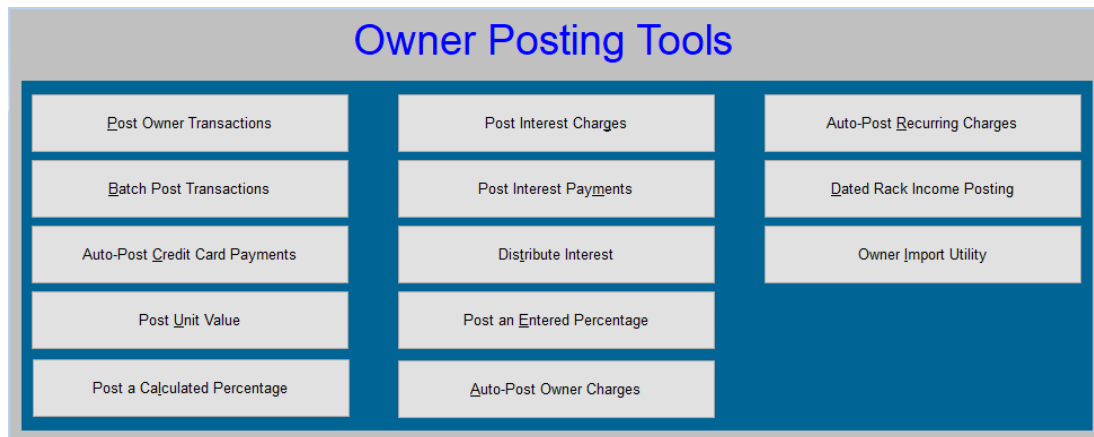 Owner Posting Tools
Post Owner Transactions
Post Interest Charges
Auto-Post Recurring Charges
Batch Post Transactions
Post Interest Payments
Dated Rack Income Posting
Auto-Post Credit Card Payments
Distribute Interest
Owner Import Utility
Post Unit Value
Post an Entered Percentage
Post a Calculated Percentage
Auto-Post Owner Charges